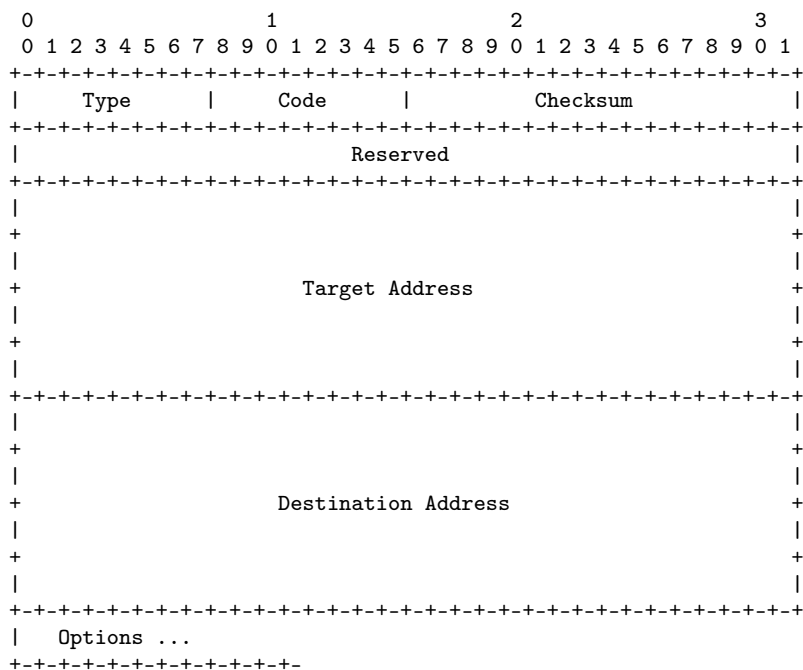 0                   1                   2                   3
0 1 2 3 4 5 6 7 8 9 0 1 2 3 4 5 6 7 8 9 0 1 2 3 4 5 6 7 8 9 0 1
+-+-+-+-+-+-+-+-+-+-+-+-+-+-+-+-+-+-+-+-+-+-+-+-+-+-+-+-+-+-+-+-+
|     Type      |     Code      |          Checksum             |
+-+-+-+-+-+-+-+-+-+-+-+-+-+-+-+-+-+-+-+-+-+-+-+-+-+-+-+-+-+-+-+-+
|                           Reserved                            |
+-+-+-+-+-+-+-+-+-+-+-+-+-+-+-+-+-+-+-+-+-+-+-+-+-+-+-+-+-+-+-+-+
|                                                               |
+                                                               +
|                                                               |
+                       Target Address                          +
|                                                               |
+                                                               +
|                                                               |
+-+-+-+-+-+-+-+-+-+-+-+-+-+-+-+-+-+-+-+-+-+-+-+-+-+-+-+-+-+-+-+-+
|                                                               |
+                                                               +
|                                                               |
+                     Destination Address                       +
|                                                               |
+                                                               +
|                                                               |
+-+-+-+-+-+-+-+-+-+-+-+-+-+-+-+-+-+-+-+-+-+-+-+-+-+-+-+-+-+-+-+-+
|   Options ...
+-+-+-+-+-+-+-+-+-+-+-+-